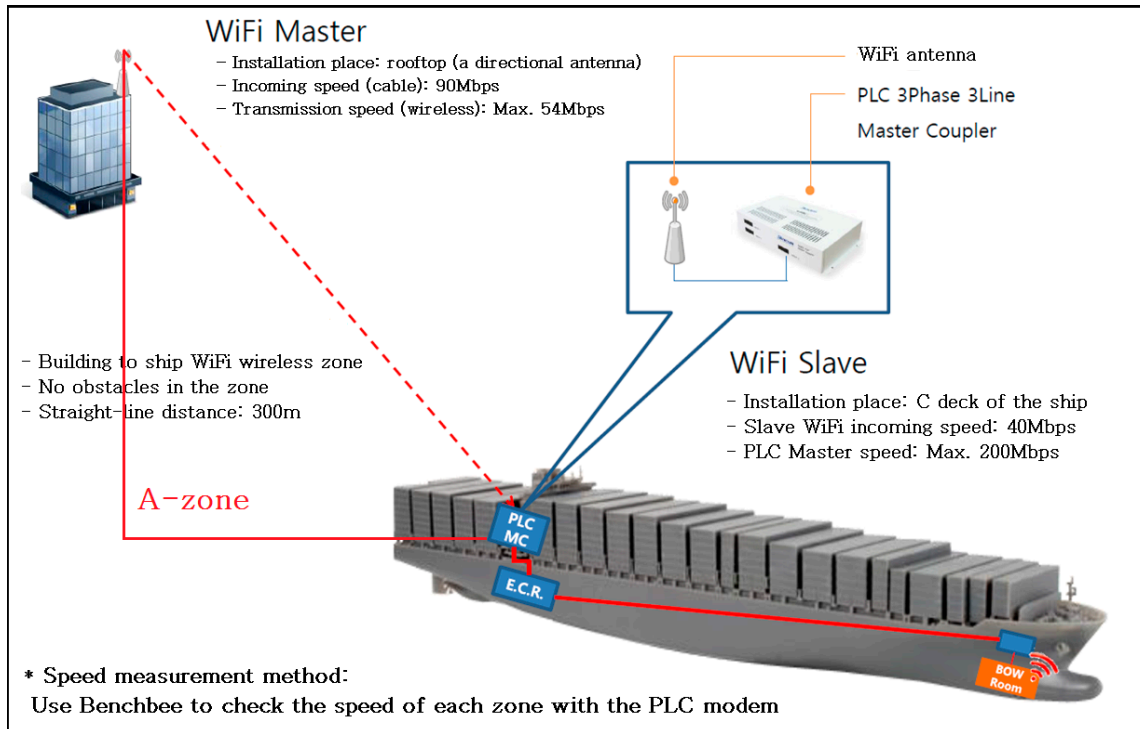 WiFi Master
- Installation place: rooftop (a directional antenna)
- Incoming speed (cable): 90Mbps
- Transmission speed (wireless): Max. 54Mbps
WiFi antenna
PLC 3Phase 3Line
Master Coupler
- Building to ship WiFi wireless zone
- No obstacles in the zone
- Straight-line distance: 300m
WiFi Slave
- Installation place: C deck of the ship
- Slave WiFi incoming speed: 40Mbps
- PLC Master speed: Max. 200Mbps
A-zone
PLC
MC
E.C.R.
BOW
Room
* Speed measurement method:
Use Benchbee to check the speed of each zone with the PLC modem